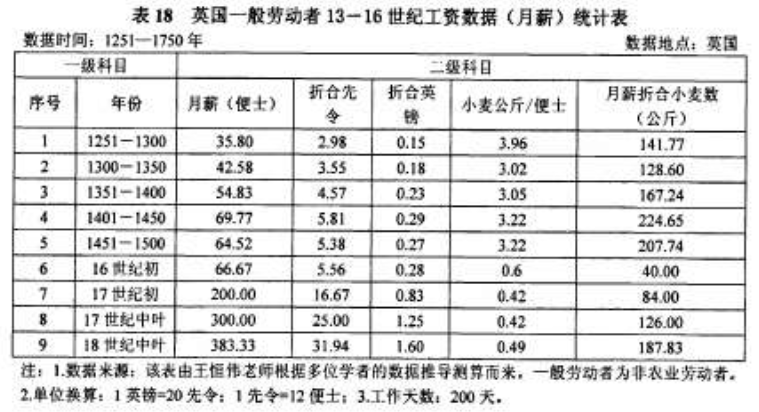 表 18 英国一般劳动者 13－16 世纪工资数据（月薪）统计表
数据时间：1251—1750 年 数据地点：英国
一级科目 二级科目
序号 年份 月薪（便士） 折合先令 折合英镑 小麦公斤/便士 月薪折合小麦数（公斤）
1 1251－1300 35.80 2.98 0.15 3.96 141.77
2 1300－1350 42.58 3.55 0.18 3.02 128.60
3 1351－1400 54.83 4.57 0.23 3.05 167.24
4 1401－1450 69.77 5.81 0.29 3.22 224.65
5 1451－1500 64.52 5.38 0.27 3.22 207.74
6 16 世纪初 66.67 5.56 0.28 0.6 40.00
7 17 世纪初 200.00 16.67 0.83 0.42 84.00
8 17 世纪中叶 300.00 25.00 1.25 0.42 126.00
9 18 世纪中叶 383.33 31.94 1.60 0.49 187.83
注：1.数据来源：该表由王恒伟老师根据多位学者的数据推导测算而来，一般劳动者为非农业劳动者。
2.单位换算：1 英镑=20 先令；1 先令=12 便士；3.工作天数：200 天。